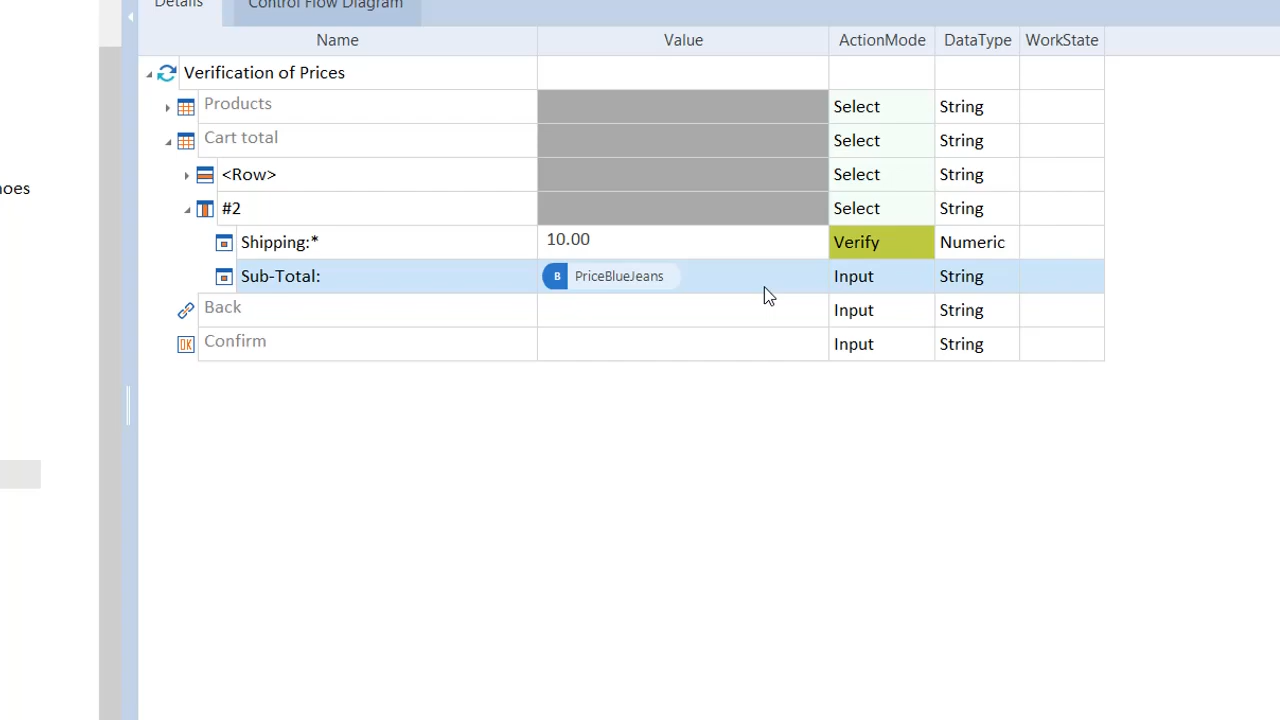 Details Control Flow Diagram
Name Value ActionMode DataType WorkState
Verification of Prices
Products Select String
Cart total Select String
<Row> Select String
#2 Select String
noes
Shipping:* 10.00 Verify Numeric
Sub-Total: B PriceBlueJeans Input String
Back Input String
OK Confirm Input String